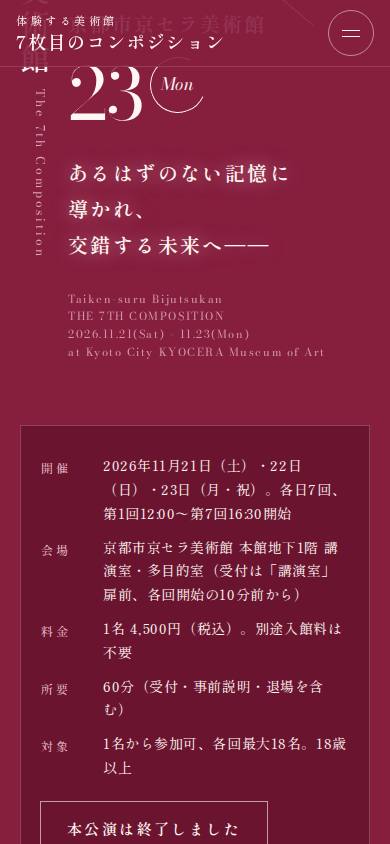 体験する美術館
7枚目のコンポジション
京都市京セラ美術館
術館
The 7th Composition
23 Mon
あるはずのない記憶に
導かれ、
交錯する未来へ――
Taiken-suru Bijutsukan
THE 7TH COMPOSITION
2026.11.21(Sat) - 11.23(Mon)
at Kyoto City KYOCERA Museum of Art
開催
2026年11月21日（土）・22日
（日）・23日（月・祝）。各日7回、
第1回12:00〜第7回16:30開始
会場
京都市京セラ美術館 本館地下1階 講
演室・多目的室（受付は「講演室」
扉前、各回開始の10分前から）
料金
1名 4,500円（税込）。別途入館料は
不要
所要
60分（受付・事前説明・退場を含
む）
対象
1名から参加可、各回最大18名。18歳
以上
本公演は終了しました